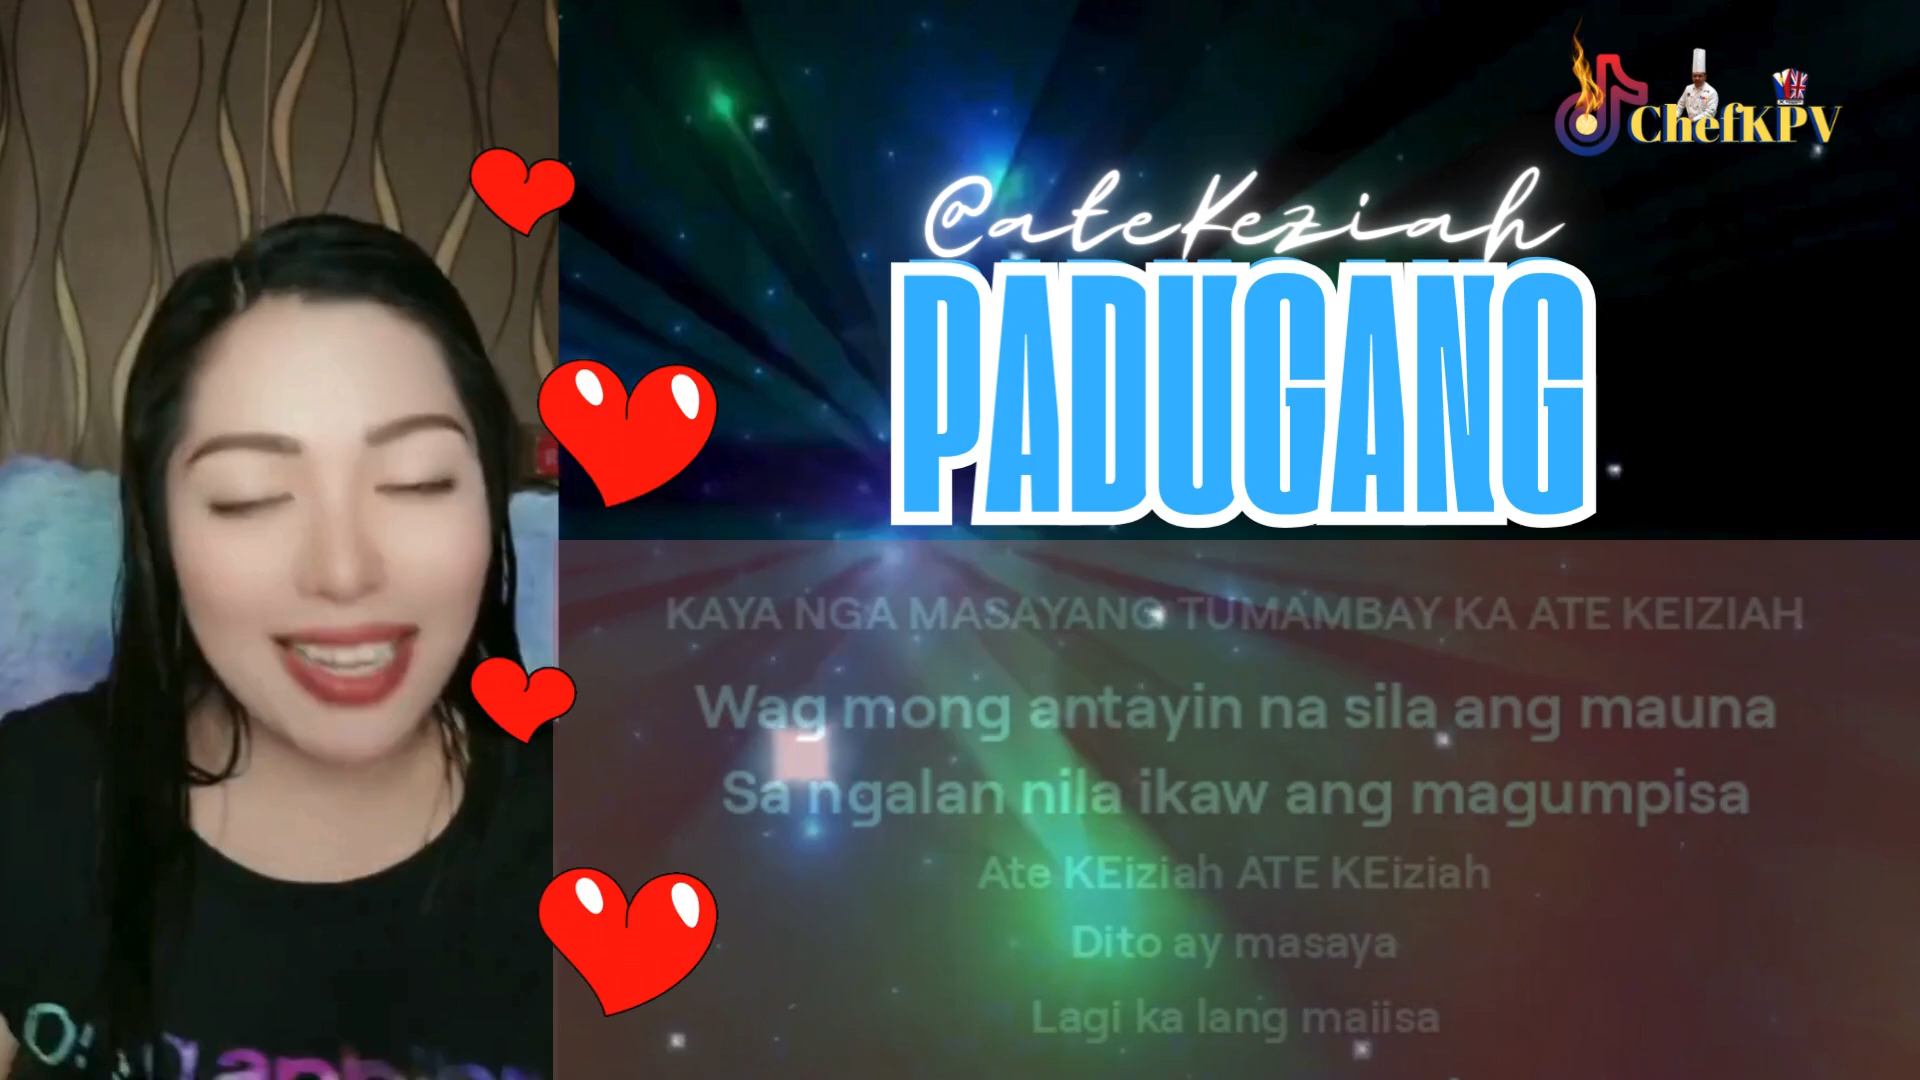 ChefKPV
@ateKeziah
PADUGANG
KAYA NGA MASAYANG TUMAMBAY KA ATE KEIZIAH
Wag mong antayin na sila ang mauna
Sa ngalan nila ikaw ang magumpisa
Ate KEiziah ATE KEiziah
Dito ay masaya
Lagi ka lang maiisa